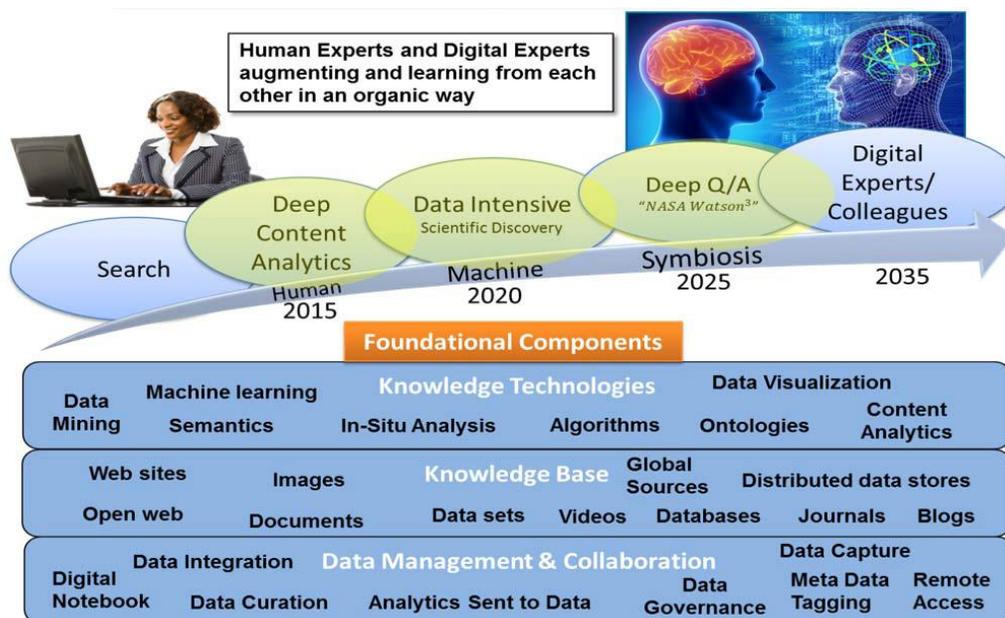 Human Experts and Digital Experts
augmenting and learning from each
other in an organic way
Search
Deep
Content
Analytics
Data Intensive
Scientific Discovery
Deep Q/A
“NASA Watson³”
Digital
Experts/
Colleagues
Human
2015
Machine
2020
Symbiosis
2025
2035
Foundational Components
Knowledge Technologies
Data
Mining
Machine learning
Semantics
In-Situ Analysis
Algorithms
Data Visualization
Ontologies
Content
Analytics
Knowledge Base
Web sites
Images
Global
Sources
Distributed data stores
Open web
Documents
Data sets
Videos
Databases
Journals
Blogs
Data Management & Collaboration
Data Integration
Data Capture
Digital
Notebook
Data Curation
Analytics Sent to Data
Data
Governance
Meta Data
Tagging
Remote
Access